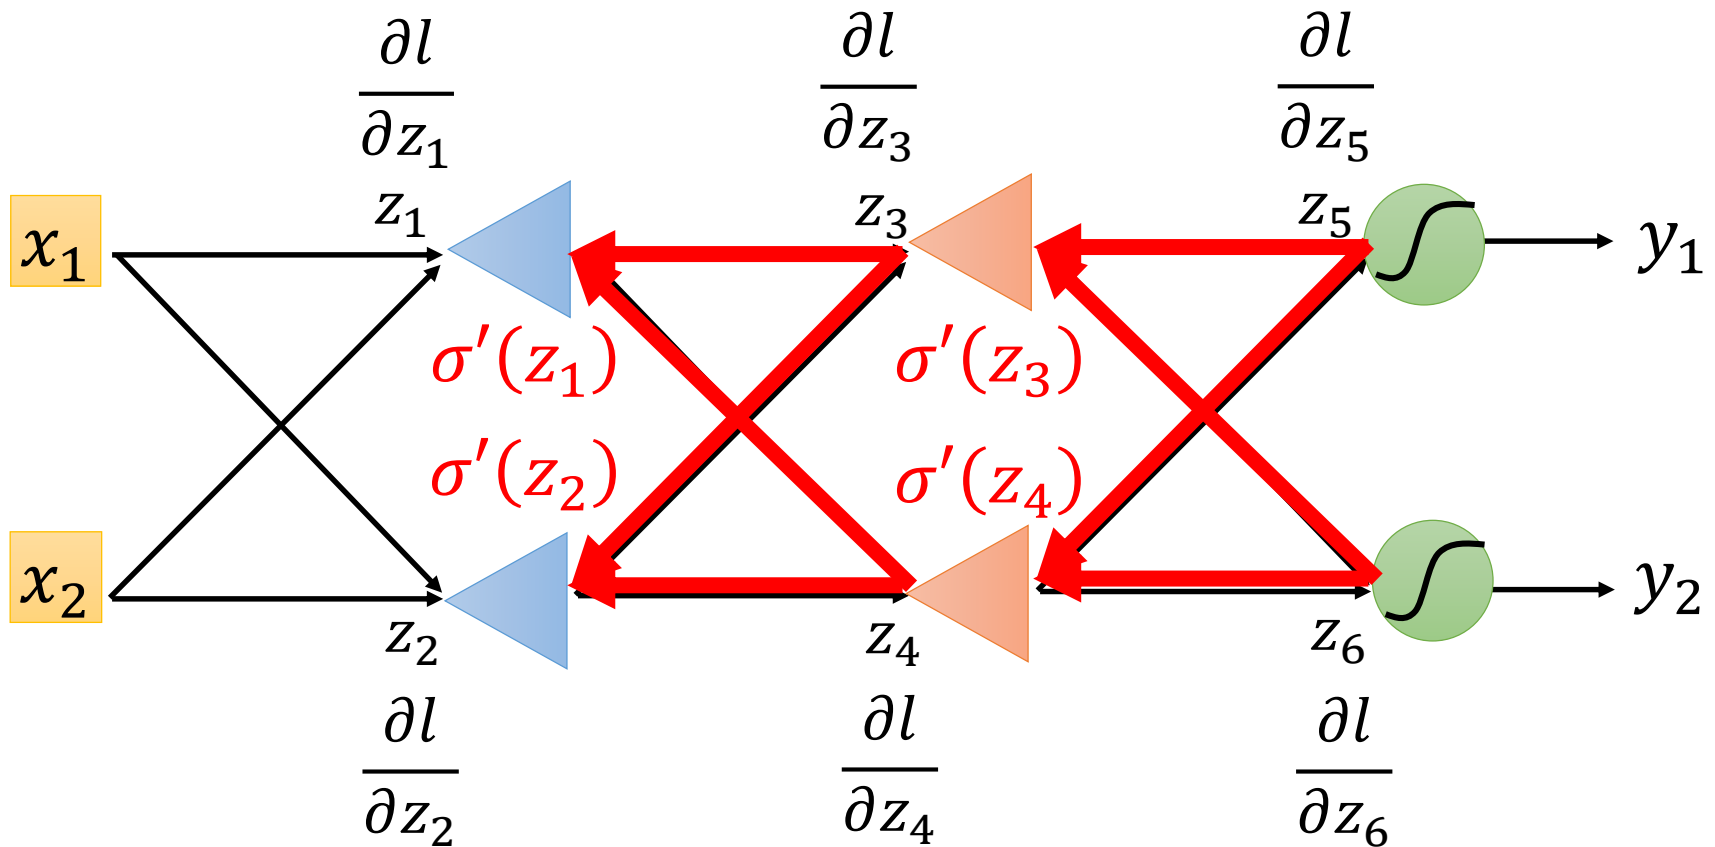 ∂l/∂z₁ ∂l/∂z₃ ∂l/∂z₅
x₁ z₁ z₃ z₅ y₁
σ′(z₁) σ′(z₃)
σ′(z₂) σ′(z₄)
x₂ z₂ z₄ z₆ y₂
∂l/∂z₂ ∂l/∂z₄ ∂l/∂z₆